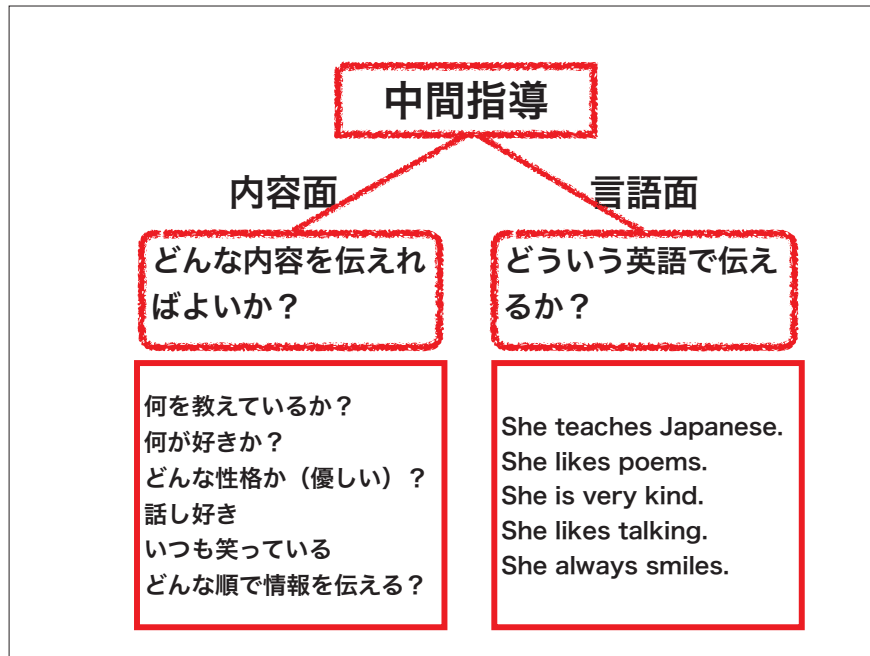 中間指導
内容面
言語面
どんな内容を伝えれ
ばよいか？
どういう英語で伝え
るか？
何を教えているか？
何が好きか？
どんな性格か（優しい）？
話し好き
いつも笑っている
どんな順で情報を伝える？
She teaches Japanese.
She likes poems.
She is very kind.
She likes talking.
She always smiles.